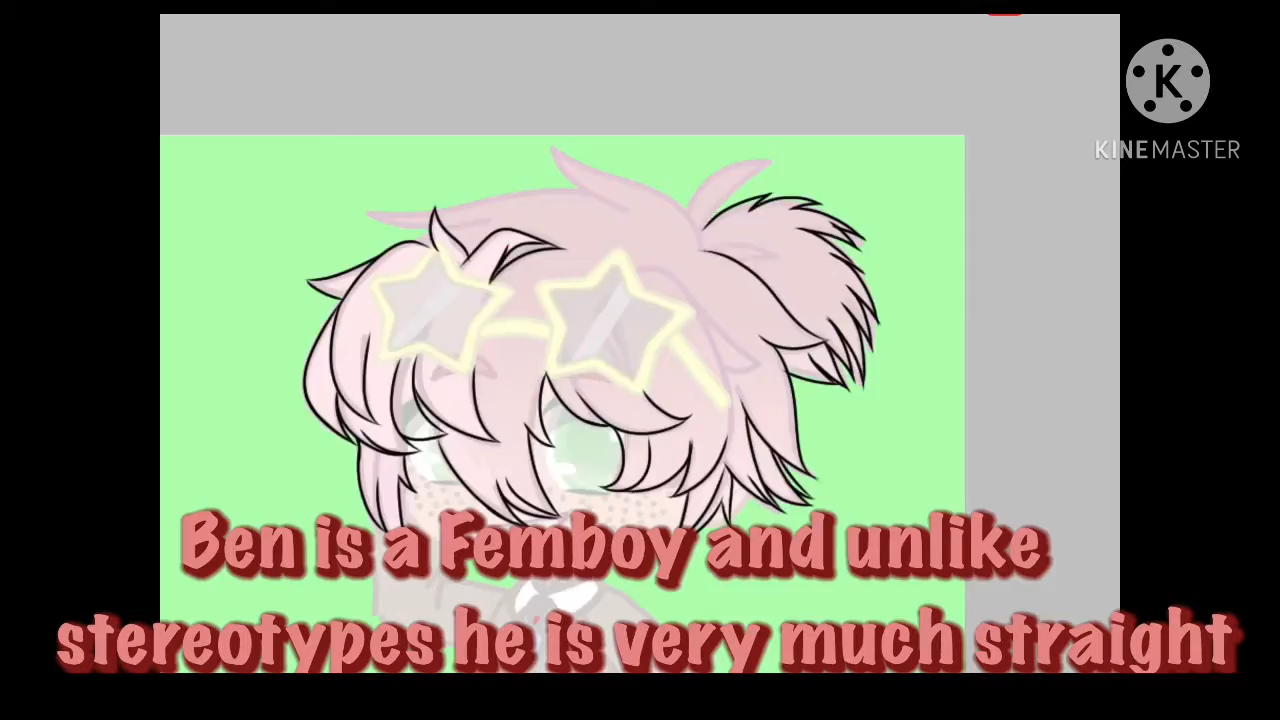 K
KINEMASTER
Ben is a Femboy and unlike
stereotypes he is very much straight